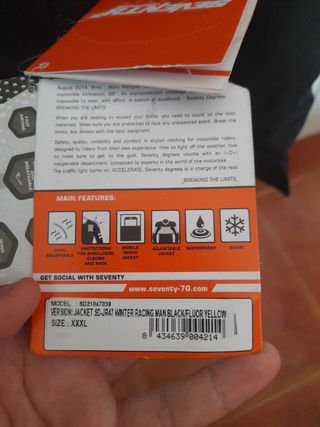 SEVENTY
August 2014, Brno. Marc Marquez
impossible inclination: 68º. An unprecedented challenge.
impossible to beat, with effort, in search of excellence. Seventy Degrees
BREAKING THE LIMITS.
When you are seeking to exceed your limits, you need to count on the best
materials. Make sure you are protected to face any unexpected event. Break the
limits, but always with the best equipment.
Safety, quality, reliability and comfort in stylish clothing for motorbike riders,
designed by riders from their own experience. How to fight off the weather, how
to make sure to get to the goal. Seventy degrees counts with an I+D+i
insuperable department, composed by experts in the world of the motorbike.
The traffic light turns on: ACCELERATE, Seventy degrees is in charge of the rest.
BREAKING THE LIMITS.
MAIN FEATURES:
100%
BREATHABLE
PROTECTIONS
FOR SHOULDERS,
ELBOWS
AND BACK
MOBILE
INNER
JACKET
ADJUSTABLE
JACKET
WATERPROOF
WARM
GET SOCIAL WITH SEVENTY
www.seventy-70.com
MODEL : SD21047039
VERSION: JACKET SD-JR47 WINTER RACING MAN BLACK/FLUOR YELLOW
SIZE : XXXL
8 434639 004214